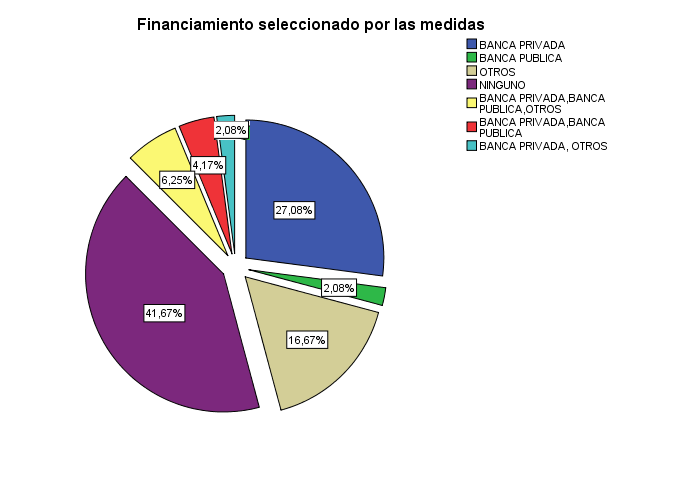 Financiamiento seleccionado por las medidas
BANCA PRIVADA
BANCA PUBLICA
OTROS
NINGUNO
BANCA PRIVADA,BANCA
PUBLICA,OTROS
BANCA PRIVADA,BANCA
PUBLICA
BANCA PRIVADA, OTROS
2,08%
4,17%
6,25%
27,08%
2,08%
41,67%
16,67%